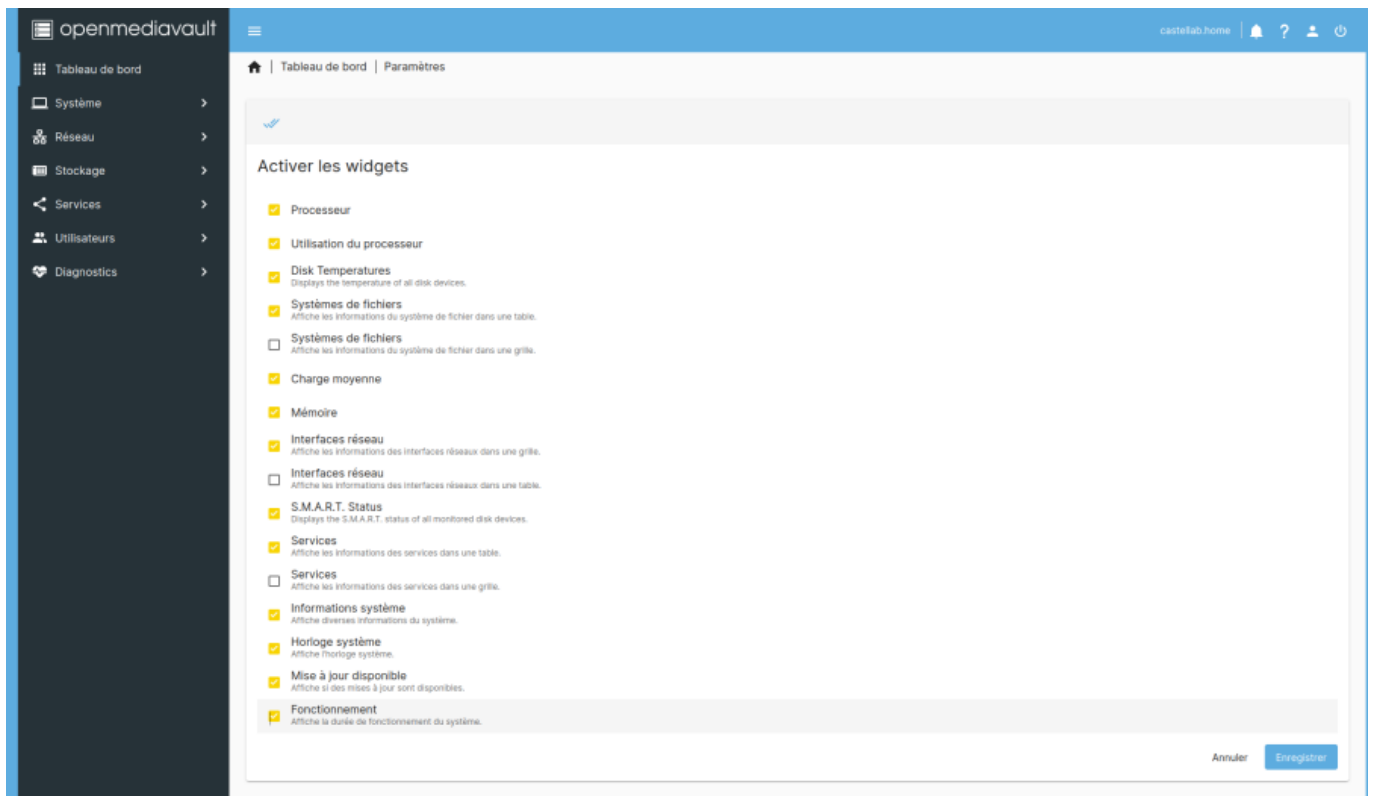 openmediavault
castellab.home
Tableau de bord
Système
Réseau
Stockage
Services
Utilisateurs
Diagnostics
Tableau de bord | Paramètres
Activer les widgets
Processeur
Utilisation du processeur
Disk Temperatures
Displays the temperature of all disk devices.
Systèmes de fichiers
Affiche les informations du système de fichier dans une table.
Systèmes de fichiers
Affiche les informations du système de fichier dans une grille.
Charge moyenne
Mémoire
Interfaces réseau
Affiche les informations des interfaces réseaux dans une grille.
Interfaces réseau
Affiche les informations des interfaces réseaux dans une table.
S.M.A.R.T. Status
Displays the S.M.A.R.T. status of all monitored disk devices.
Services
Affiche les informations des services dans une table.
Services
Affiche les informations des services dans une grille.
Informations système
Affiche diverses informations du système.
Horloge système
Affiche l'horloge système.
Mise à jour disponible
Affiche si des mises à jour sont disponibles.
Fonctionnement
Affiche la durée de fonctionnement du système.
Annuler
Enregistrer